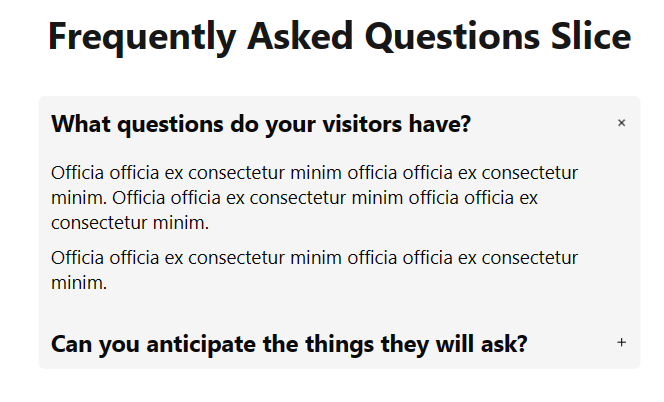 Frequently Asked Questions Slice
What questions do your visitors have?
Officia officia ex consectetur minim officia officia ex consectetur
minim. Officia officia ex consectetur minim officia officia ex
consectetur minim.
Officia officia ex consectetur minim officia officia ex consectetur
minim.
Can you anticipate the things they will ask?